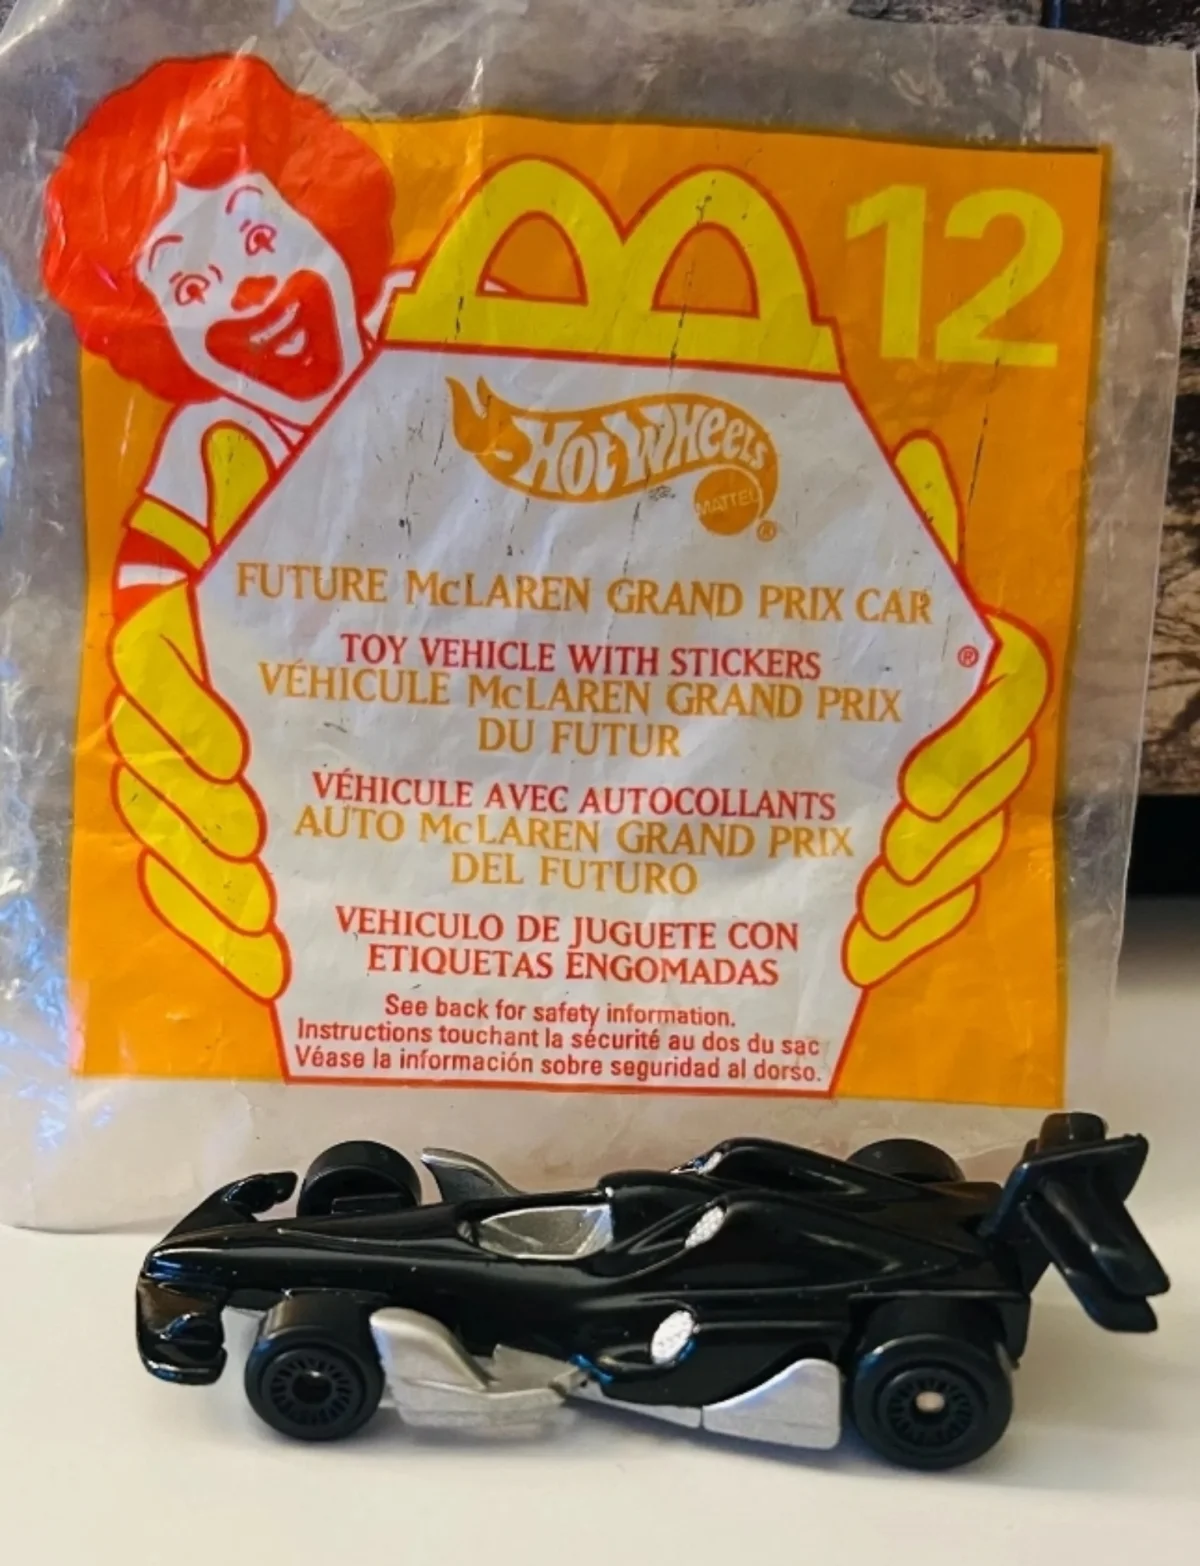 12
Hot Wheels
MATTEL
®
FUTURE McLAREN GRAND PRIX CAR
TOY VEHICLE WITH STICKERS
®
VÉHICULE McLAREN GRAND PRIX
DU FUTUR
VÉHICULE AVEC AUTOCOLLANTS
AUTO McLAREN GRAND PRIX
DEL FUTURO
VEHICULO DE JUGUETE CON
ETIQUETAS ENGOMADAS
See back for safety information.
Instructions touchant la sécurité au dos du sac
Véase la información sobre seguridad al dorso.